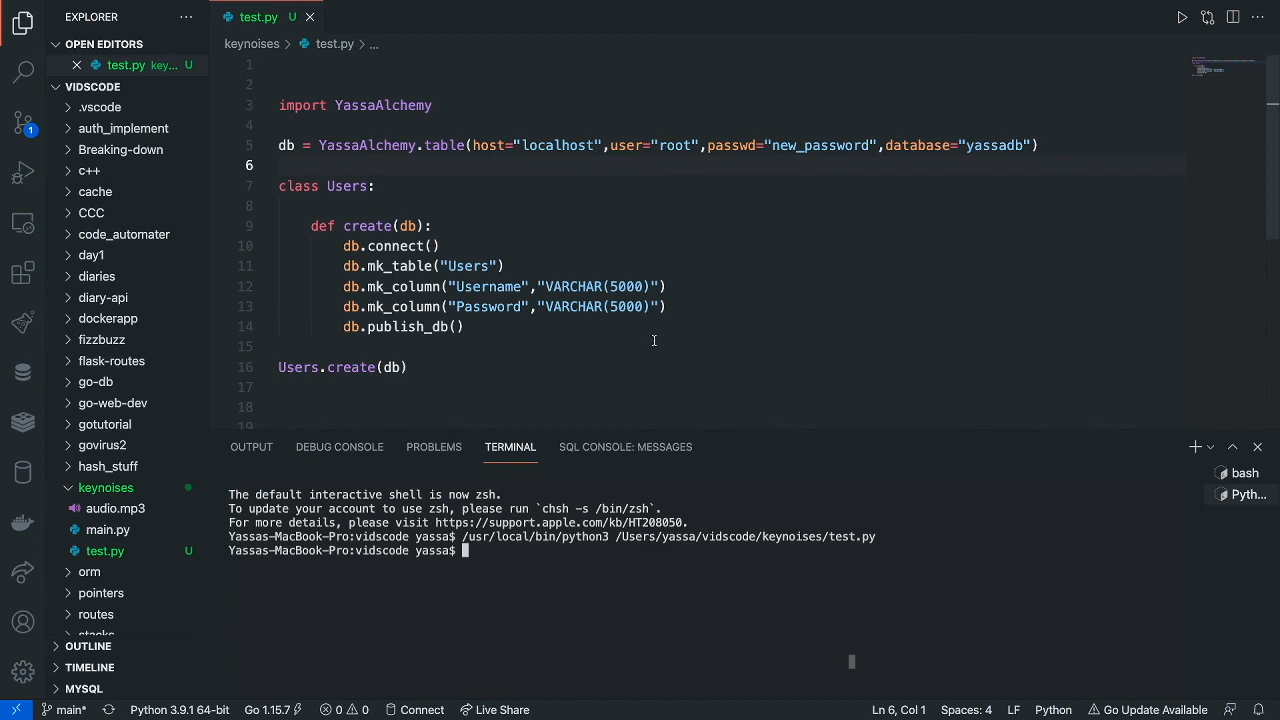 EXPLORER
test.py U
OPEN EDITORS
test.py key... U
VIDSCODE
.vscode
auth_implement
Breaking-down
c++
cache
CCC
code_automater
day1
diaries
diary-api
dockerapp
fizzbuzz
flask-routes
go-db
go-web-dev
gotutorial
govirus2
hash_stuff
keynoises
audio.mp3
main.py
test.py U
orm
pointers
routes
stacks
OUTLINE
TIMELINE
MYSQL
1
keynoises > test.py > ...
1
2
3 import YassaAlchemy
4
5 db = YassaAlchemy.table(host="localhost",user="root",passwd="new_password",database="yassadb")
6
7 class Users:
8
9 def create(db):
10 db.connect()
11 db.mk_table("Users")
12 db.mk_column("Username","VARCHAR(5000)")
13 db.mk_column("Password","VARCHAR(5000)")
14 db.publish_db()
15
16 Users.create(db)
17
18
19
OUTPUT DEBUG CONSOLE PROBLEMS TERMINAL SQL CONSOLE: MESSAGES
bash
Pyth...
The default interactive shell is now zsh.
To update your account to use zsh, please run `chsh -s /bin/zsh`.
For more details, please visit https://support.apple.com/kb/HT208050.
Yassas-MacBook-Pro:vidscode yassa$ /usr/local/bin/python3 /Users/yassa/vidscode/keynoises/test.py
Yassas-MacBook-Pro:vidscode yassa$
main* Python 3.9.1 64-bit Go 1.15.7 0 0 Connect Live Share Ln 6, Col 1 Spaces: 4 LF Python Go Update Available